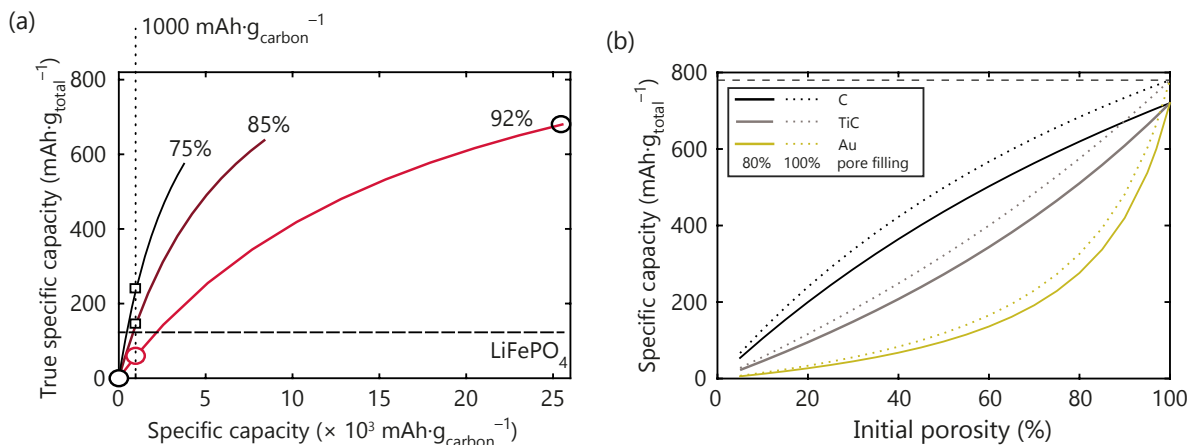 (a)
1000 mAh·g_carbon⁻¹
True specific capacity (mAh·g_total⁻¹)
800
600
400
200
0
75%
85%
92%
LiFePO₄
0
5
10
15
20
25
Specific capacity (× 10³ mAh·g_carbon⁻¹)
(b)
Specific capacity (mAh·g_total⁻¹)
800
600
400
200
0
C
TiC
Au
80% 100% pore filling
0 20 40 60 80 100
Initial porosity (%)